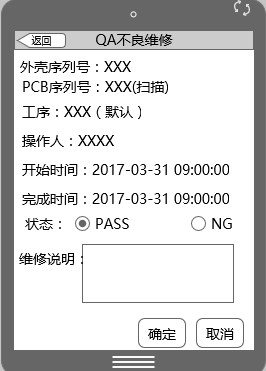 返回 QA不良维修
外壳序列号：XXX
PCB序列号：XXX(扫描)
工序：XXX（默认）
操作人：XXXX
开始时间：2017-03-31 09:00:00
完成时间：2017-03-31 09:00:00
状态： PASS NG
维修说明：
确定 取消